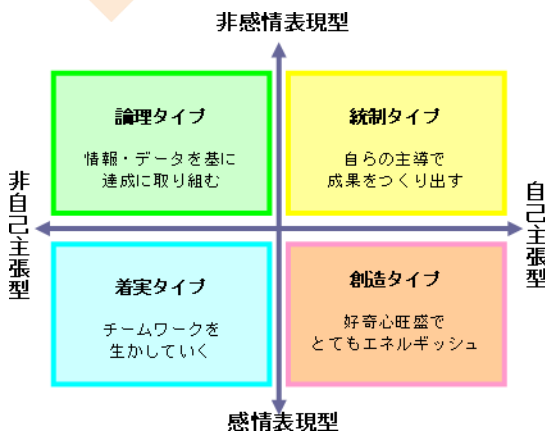 非感情表現型
論理タイプ
情報・データを基に
達成に取り組む
統制タイプ
自らの主導で
成果をつくり出す
非自己主張型
自己主張型
着実タイプ
チームワークを
生かしていく
創造タイプ
好奇心旺盛で
とてもエネルギッシュ
感情表現型